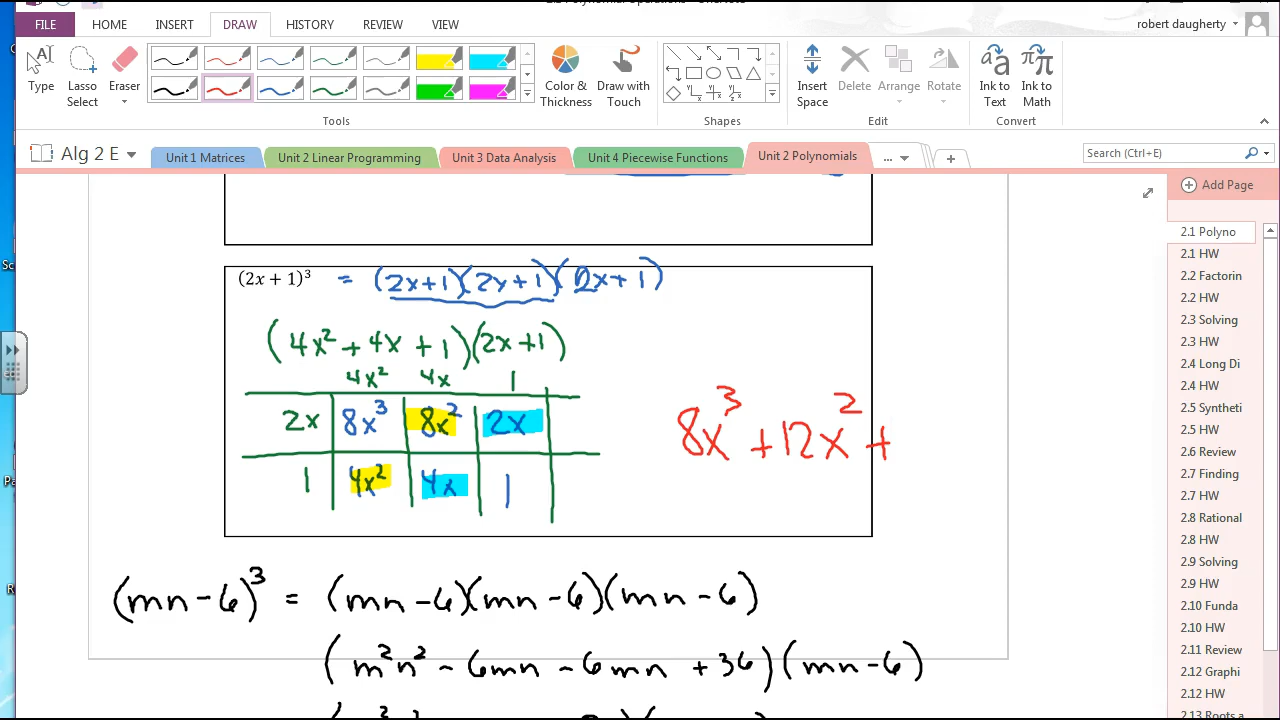 FILE HOME INSERT DRAW HISTORY REVIEW VIEW robert daugherty
Type Lasso Select Eraser Color & Thickness Draw with Touch Insert Space Delete Arrange Rotate Ink to Text Ink to Math
Tools Shapes Edit Convert
Alg 2 E Unit 1 Matrices Unit 2 Linear Programming Unit 3 Data Analysis Unit 4 Piecewise Functions Unit 2 Polynomials ... Search (Ctrl+E)
Add Page
2.1 Polyno
1.1 HW
2.2 Factorin
2.2 HW
2.3 Solving
2.3 HW
2.4 Long Di
2.4 HW
2.5 Syntheti
2.5 HW
2.6 Review
2.7 Finding
2.7 HW
2.8 Rational
2.8 HW
2.9 Solving
2.9 HW
2.10 Funda
2.10 HW
2.11 Review
2.12 Graphi
2.12 HW
2.13 Roots a
(2x + 1)³ = (2x+1)(2x+1)(2x+1)
(4x² + 4x + 1)(2x+1)
4x² 4x 1
2x 8x³ 8x² 2x
1 4x² 4x 1
8x³ + 12x² +
(mn - 6)³ = (mn - 6)(mn - 6)(mn - 6)
(m²n² - 6mn - 6mn + 36)(mn - 6)